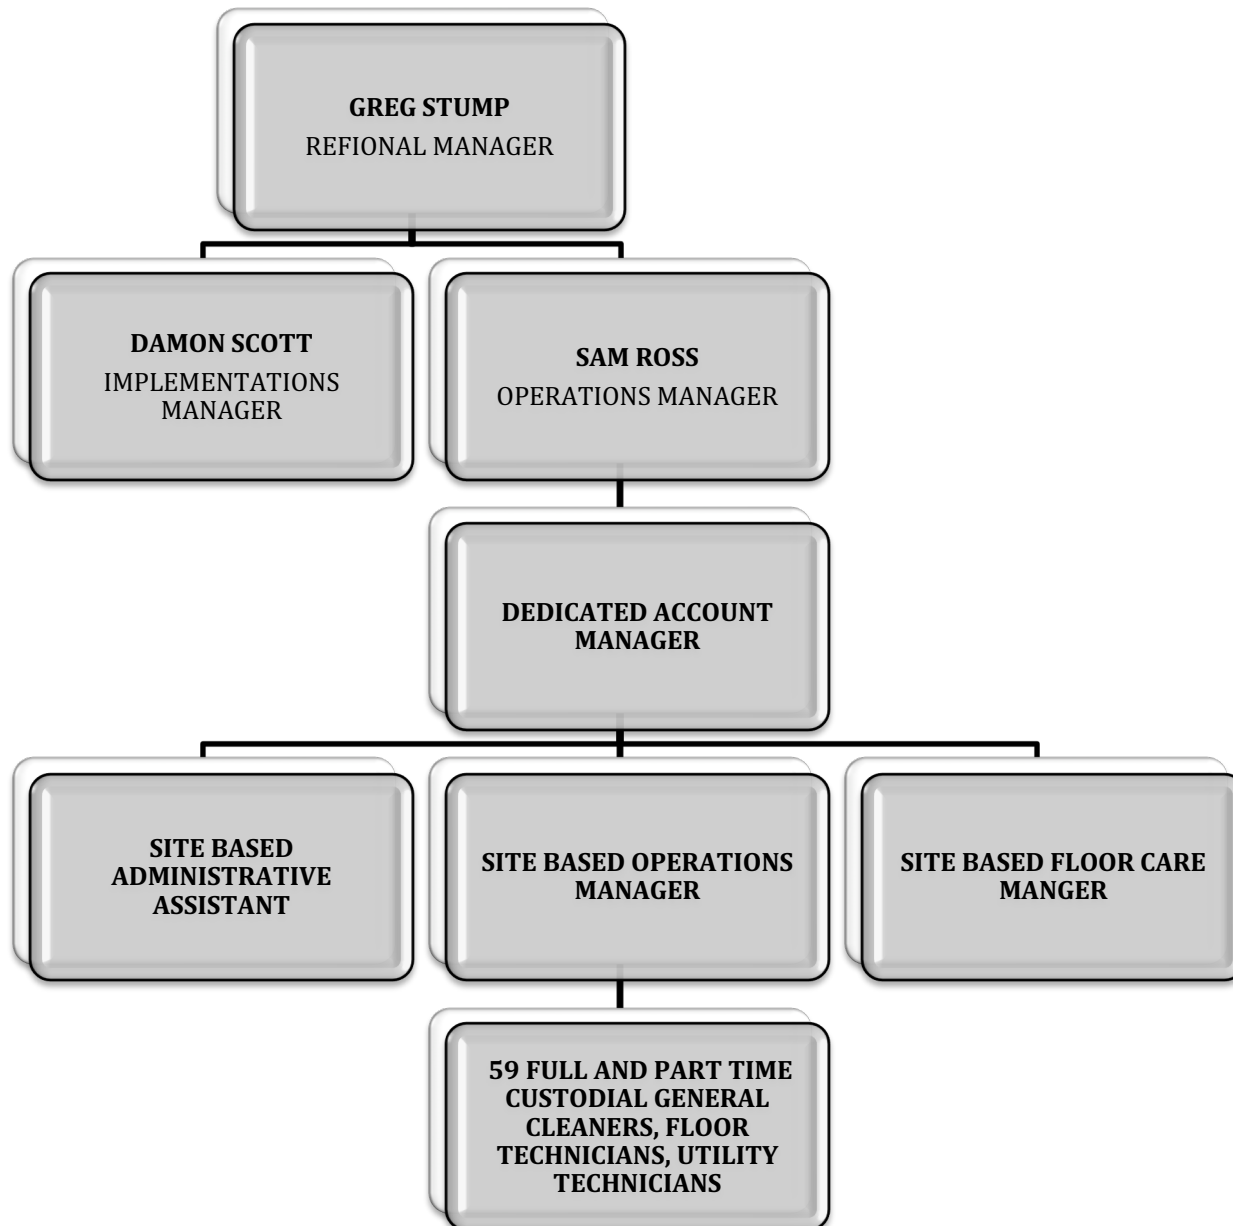 GREG STUMP
REFIONAL MANAGER
DAMON SCOTT
IMPLEMENTATIONS
MANAGER
SAM ROSS
OPERATIONS MANAGER
DEDICATED ACCOUNT
MANAGER
SITE BASED
ADMINISTRATIVE
ASSISTANT
SITE BASED OPERATIONS
MANAGER
SITE BASED FLOOR CARE
MANGER
59 FULL AND PART TIME
CUSTODIAL GENERAL
CLEANERS, FLOOR
TECHNICIANS, UTILITY
TECHNICIANS